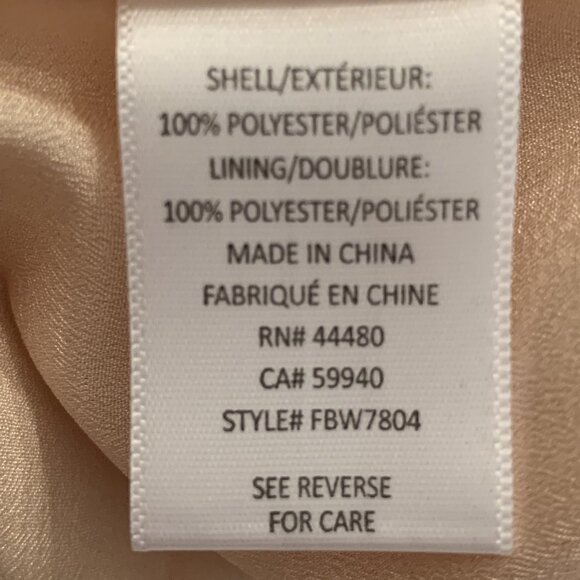 SHELL/EXTÉRIEUR:
100% POLYESTER/POLIÉSTER
LINING/DOUBLURE:
100% POLYESTER/POLIÉSTER
MADE IN CHINA
FABRIQUÉ EN CHINE
RN# 44480
CA# 59940
STYLE# FBW7804
SEE REVERSE
FOR CARE